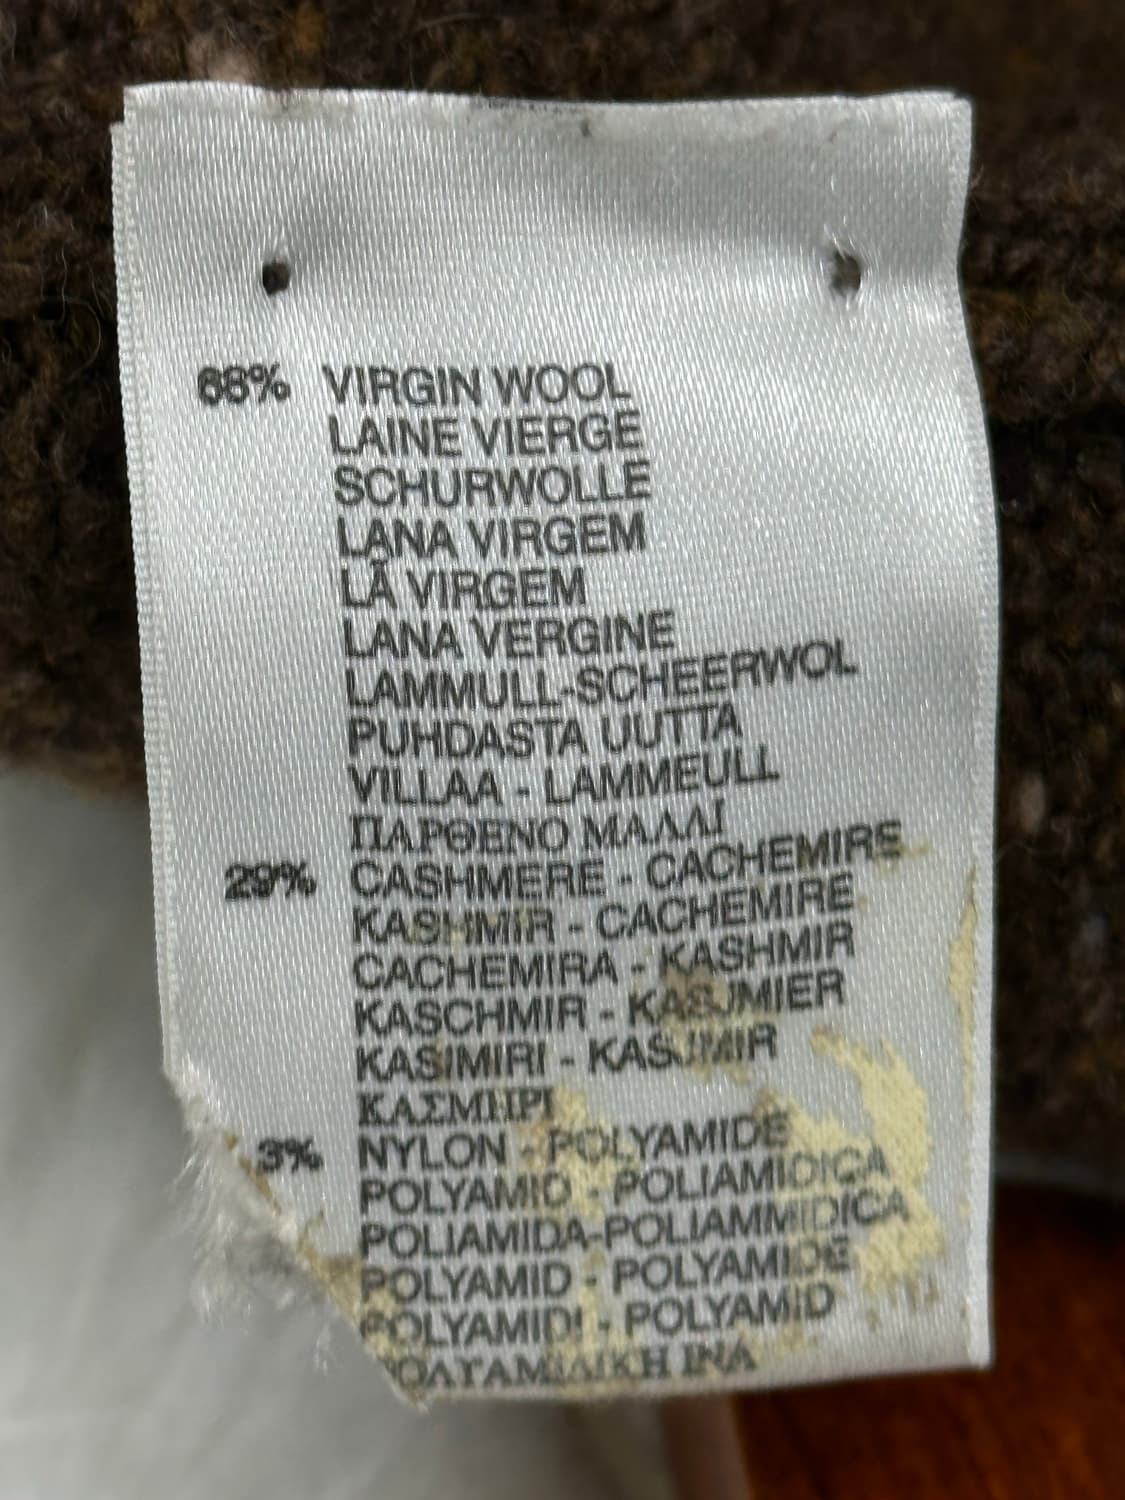 68% VIRGIN WOOL
LAINE VIERGE
SCHURWOLLE
LANA VIRGEM
LÃ VIRGEM
LANA VERGINE
LAMMULL-SCHEERWOL
PUHDASTA UUTTA
VILLAA - LAMMEULL
ΠΑΡΘΕΝΟ ΜΑΛΛΙ
29% CASHMERE - CACHEMIRE
KASHMIR - CACHEMIRE
CACHEMIRA - KASHMIR
KASCHMIR - KASJMIER
KASIMIRI - KASJMIR
ΚΑΣΜΗΡΙ
3% NYLON - POLYAMIDE
POLYAMID - POLIAMIDICA
POLIAMIDA-POLIAMMIDICA
POLYAMID - POLYAMIDE
POLYAMIDI - POLYAMID
ΙΝΑ